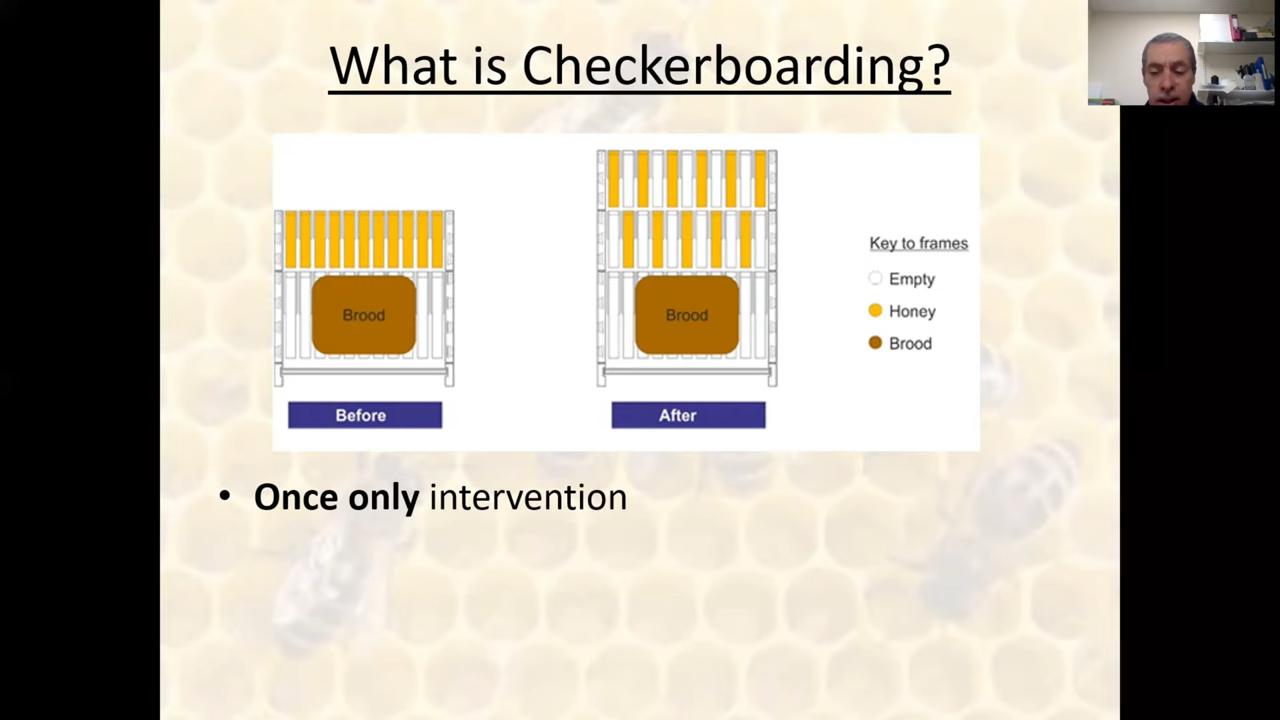 What is Checkerboarding?
Brood
Brood
Key to frames
Empty
Honey
Brood
Before
After
• Once only intervention